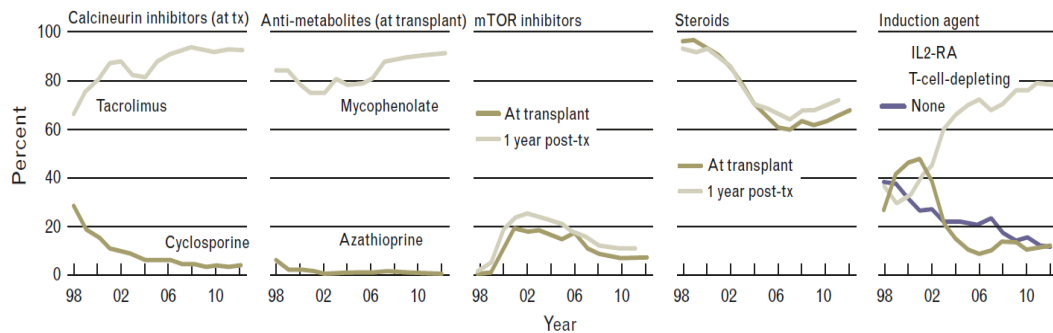 Calcineurin inhibitors (at tx)
Anti-metabolites (at transplant)
mTOR inhibitors
Steroids
Induction agent
Percent
100
80
60
40
20
0
Tacrolimus
Cyclosporine
Mycophenolate
Azathioprine
At transplant
1 year post-tx
At transplant
1 year post-tx
IL2-RA
T-cell-depleting
None
98 02 06 10
98 02 06 10
98 02 06 10
98 02 06 10
98 02 06 10
Year